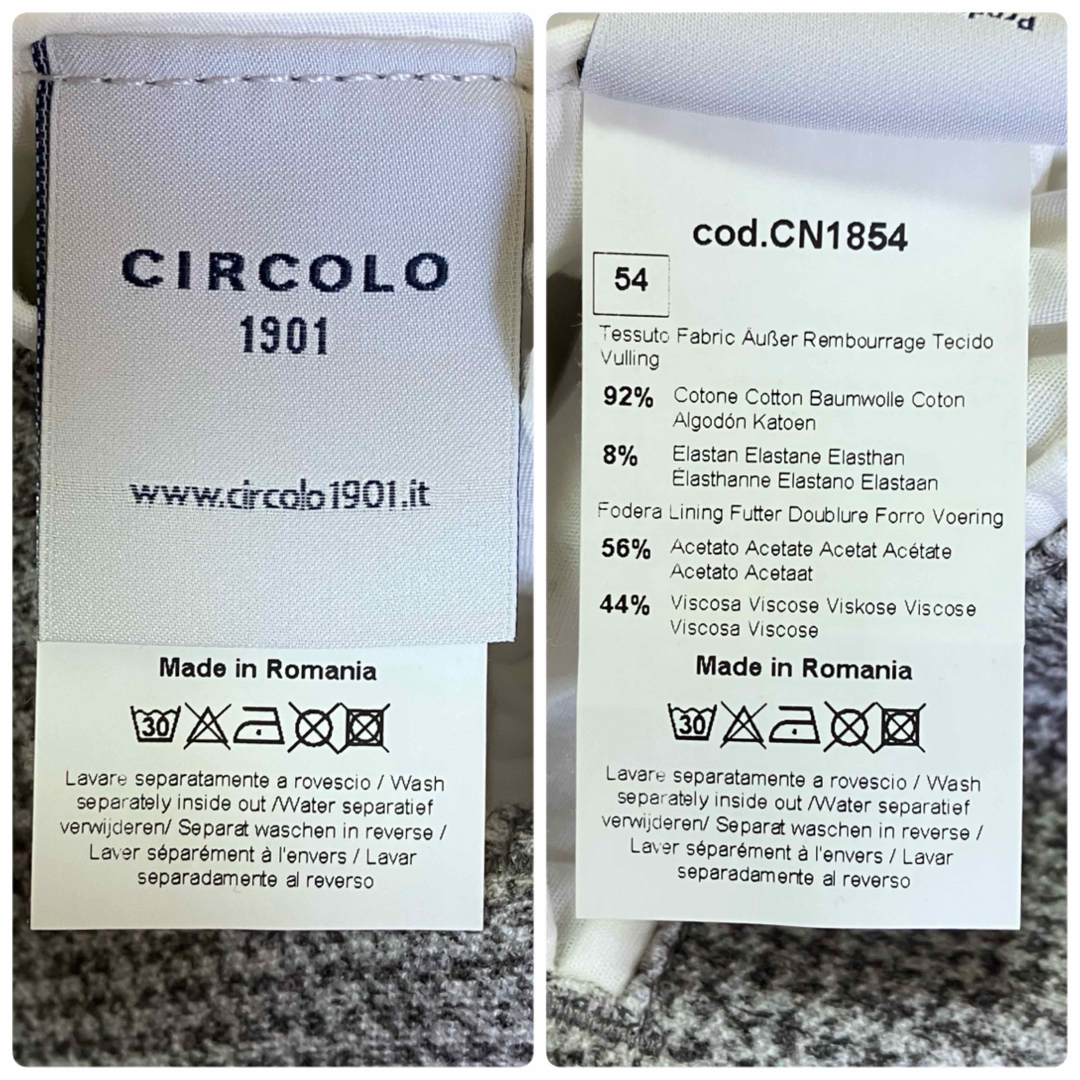 CIRCOLO
1901
www.circolo1901.it
Made in Romania
30
Lavare separatamente a rovescio / Wash
separately inside out /Water separatief
verwijderen/ Separat waschen in reverse /
Laver séparément à l'envers / Lavar
separadamente al reverso
cod.CN1854
54
Tessuto Fabric Äußer Rembourrage Tecido
Vulling
92% Cotone Cotton Baumwolle Coton
Algodón Katoen
8% Elastan Elastane Elasthan
Élasthanne Elastano Elastaan
Fodera Lining Futter Doublure Forro Voering
56% Acetato Acetate Acetat Acétate
Acetato Acetaat
44% Viscosa Viscose Viskose Viscose
Viscosa Viscose
Made in Romania
30
Lavare separatamente a rovescio / Wash
separately inside out /Water separatief
verwijderen/ Separat waschen in reverse /
Laver séparément à l'envers / Lavar
separadamente al reverso